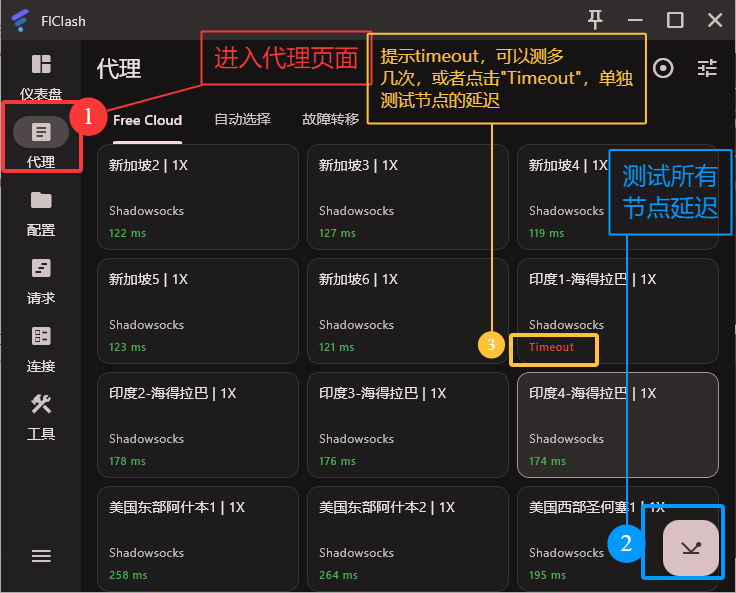 FlClash
仪表盘
代理
配置
请求
连接
工具
代理
1
进入代理页面
提示timeout，可以测多
几次，或者点击"Timeout"，单独
测试节点的延迟
测试所有
节点延迟
Free Cloud
自动选择
故障转移
新加坡2 | 1X
Shadowsocks
122 ms
新加坡3 | 1X
Shadowsocks
127 ms
新加坡4 | 1X
Shadowsocks
119 ms
新加坡5 | 1X
Shadowsocks
123 ms
新加坡6 | 1X
Shadowsocks
121 ms
印度1-海得拉巴 | 1X
Shadowsocks
3
Timeout
印度2-海得拉巴 | 1X
Shadowsocks
178 ms
印度3-海得拉巴 | 1X
Shadowsocks
176 ms
印度4-海得拉巴 | 1X
Shadowsocks
174 ms
美国东部阿什本1 | 1X
Shadowsocks
258 ms
美国东部阿什本2 | 1X
Shadowsocks
264 ms
美国西部圣何塞1 | 1X
Shadowsocks
195 ms
2